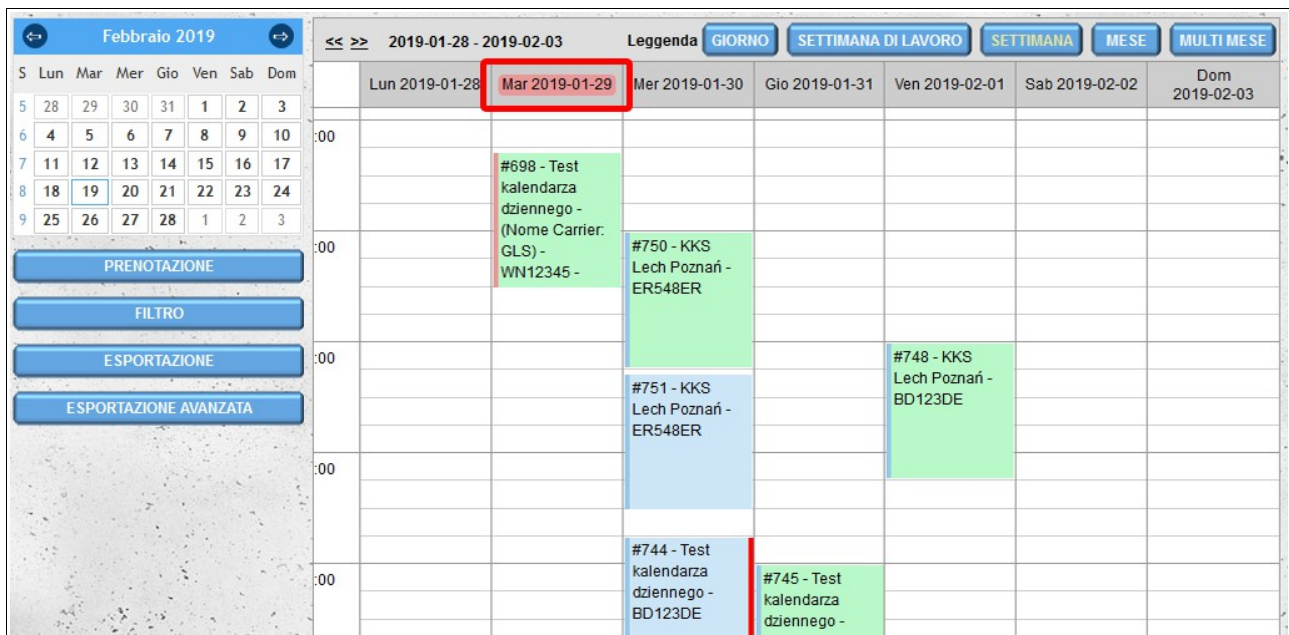 Febbraio 2019
S Lun Mar Mer Gio Ven Sab Dom
5 28 29 30 31 1 2 3
6 4 5 6 7 8 9 10
7 11 12 13 14 15 16 17
8 18 19 20 21 22 23 24
9 25 26 27 28 1 2 3
PRENOTAZIONE
FILTRO
ESPORTAZIONE
ESPORTAZIONE AVANZATA
<< >> 2019-01-28 - 2019-02-03 Leggenda GIORNO SETTIMANA DI LAVORO SETTIMANA MESE MULTI MESE
Lun 2019-01-28 Mar 2019-01-29 Mer 2019-01-30 Gio 2019-01-31 Ven 2019-02-01 Sab 2019-02-02 Dom
2019-02-03
:00
:00
:00
:00
:00
#698 - Test
kalendarza
dziennego -
(Nome Carrier:
GLS) -
WN12345 -
#750 - KKS
Lech Poznań -
ER548ER
#751 - KKS
Lech Poznań -
ER548ER
#744 - Test
kalendarza
dziennego -
BD123DE
#745 - Test
kalendarza
dziennego -
#748 - KKS
Lech Poznań -
BD123DE